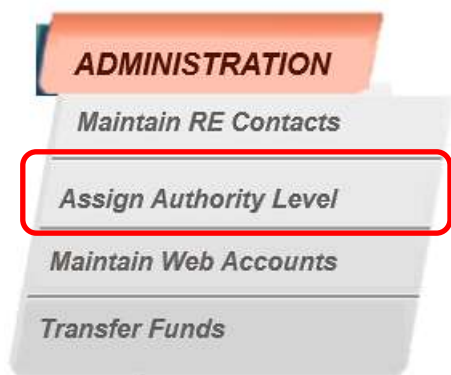 ADMINISTRATION
Maintain RE Contacts
Assign Authority Level
Maintain Web Accounts
Transfer Funds